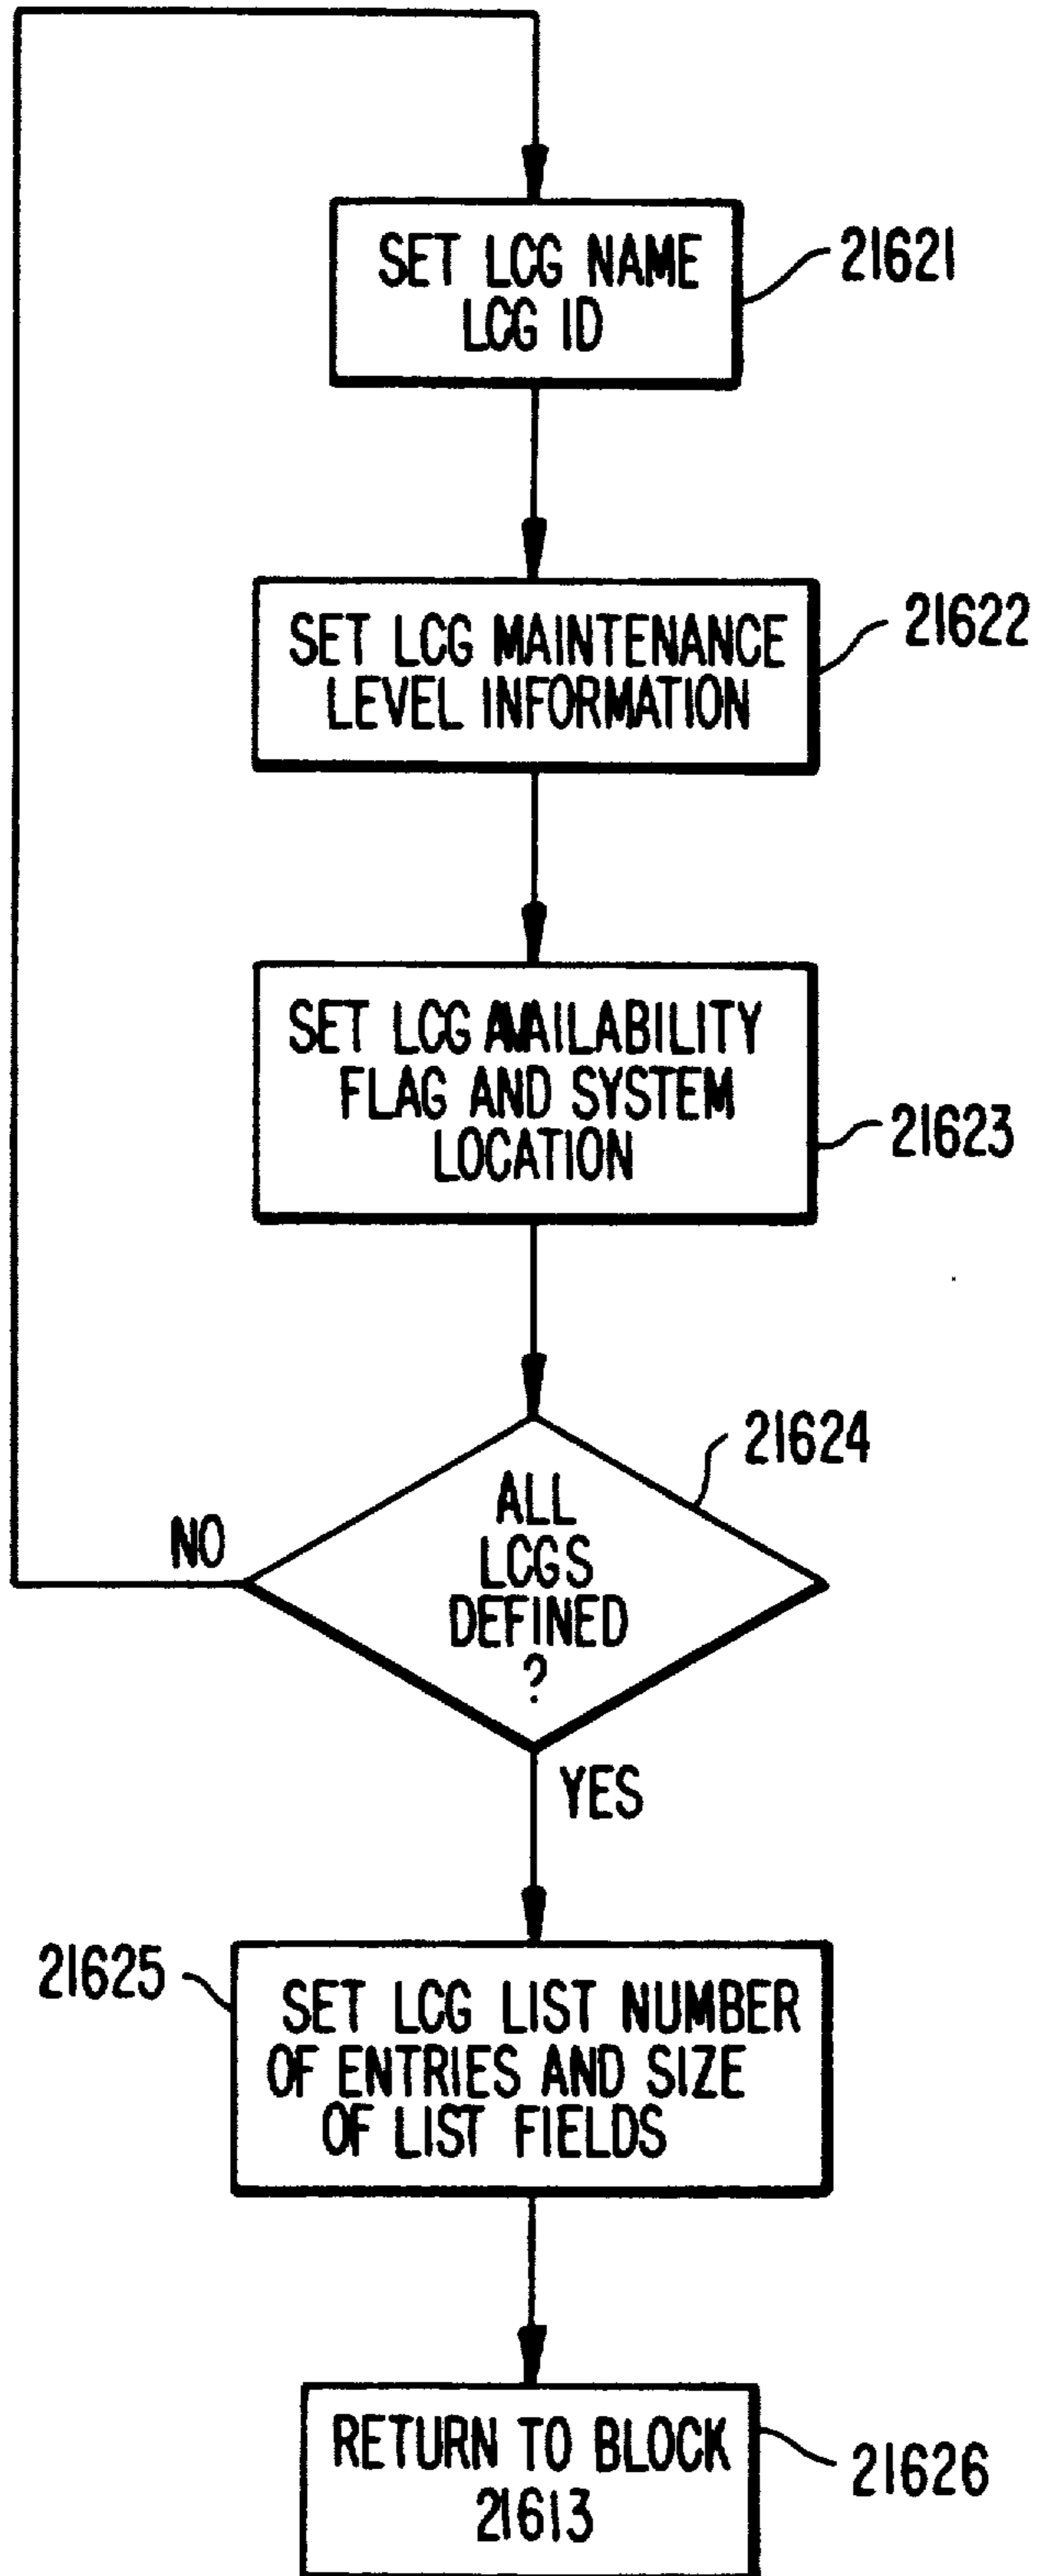 SET LCG NAME
LCG ID
21621
SET LCG MAINTENANCE
LEVEL INFORMATION
21622
SET LCG AVAILABILITY
FLAG AND SYSTEM
LOCATION
21623
ALL
LCGS
DEFINED
?
21624
NO
YES
21625
SET LCG LIST NUMBER
OF ENTRIES AND SIZE
OF LIST FIELDS
RETURN TO BLOCK
21613
21626